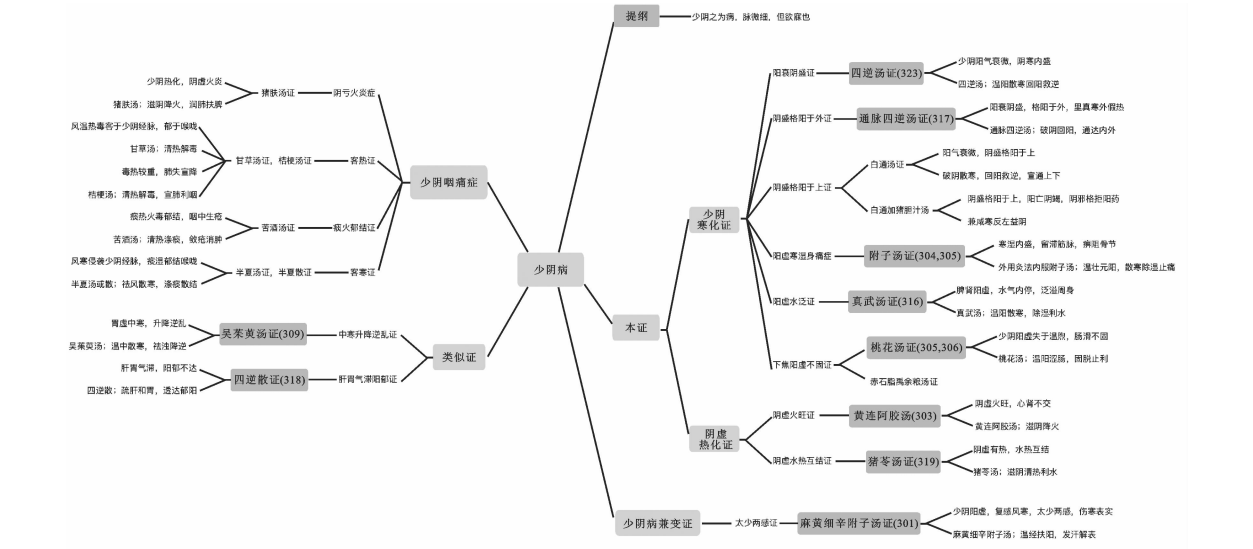 少阴病
提纲
少阴之为病，脉微细，但欲寐也
本证
少阴
寒化证
阳衰阴盛证
四逆汤证(323)
少阴阳气衰微，阴寒内盛
四逆汤；温阳散寒回阳救逆
阴盛格阳于外证
通脉四逆汤证(317)
阳衰阴盛，格阳于外，里真寒外假热
通脉四逆汤；破阴回阳，通达内外
阴盛格阳于上证
白通汤证
阳气衰微，阴盛格阳于上
破阴散寒，回阳救逆，宣通上下
白通加猪胆汁汤
阴盛格阳于上，阳亡阴竭，阴邪格拒阳药
兼咸寒反左益阴
阳虚寒湿身痛症
附子汤证(304,305)
寒湿内盛，留滞筋脉，痹阻骨节
外用灸法内服附子汤；温壮元阳，散寒除湿止痛
阳虚水泛证
真武汤证(316)
脾肾阳虚，水气内停，泛溢周身
真武汤；温阳散寒，除湿利水
下焦阳虚不固证
桃花汤证(305,306)
少阴阳虚失于温煦，肠滑不固
桃花汤；温阳涩肠，固脱止利
赤石脂禹余粮汤证
阴虚
热化证
阴虚火旺证
黄连阿胶汤(303)
阴虚火旺，心肾不交
黄连阿胶汤；滋阴降火
阴虚水热互结证
猪苓汤证(319)
阴虚有热，水热互结
猪苓汤；滋阴清热利水
少阴病兼变证
太少两感证
麻黄细辛附子汤证(301)
少阴阳虚，复感风寒，太少两感，伤寒表实
麻黄细辛附子汤；温经扶阳，发汗解表
少阴咽痛症
阴亏火炎症
猪肤汤证
少阴热化，阴虚火炎
猪肤汤；滋阴降火，润肺扶脾
客热证
甘草汤证，桔梗汤证
风温热毒客于少阴经脉，郁于喉咙
甘草汤；清热解毒
毒热较重，肺失宣降
桔梗汤；清热解毒，宣肺利咽
痰火郁结证
苦酒汤证
痰热火毒郁结，咽中生疮
苦酒汤；清热涤痰，敛疮消肿
客寒证
半夏汤证，半夏散证
风寒侵袭少阴经脉，痰湿郁结喉咙
半夏汤或散；祛风散寒，涤痰散结
类似证
中寒升降逆乱证
吴茱萸汤证(309)
胃虚中寒，升降逆乱
吴茱萸汤；温中散寒，祛浊降逆
肝胃气滞阳郁证
四逆散证(318)
肝胃气滞，阳郁不达
四逆散；疏肝和胃，透达郁阳